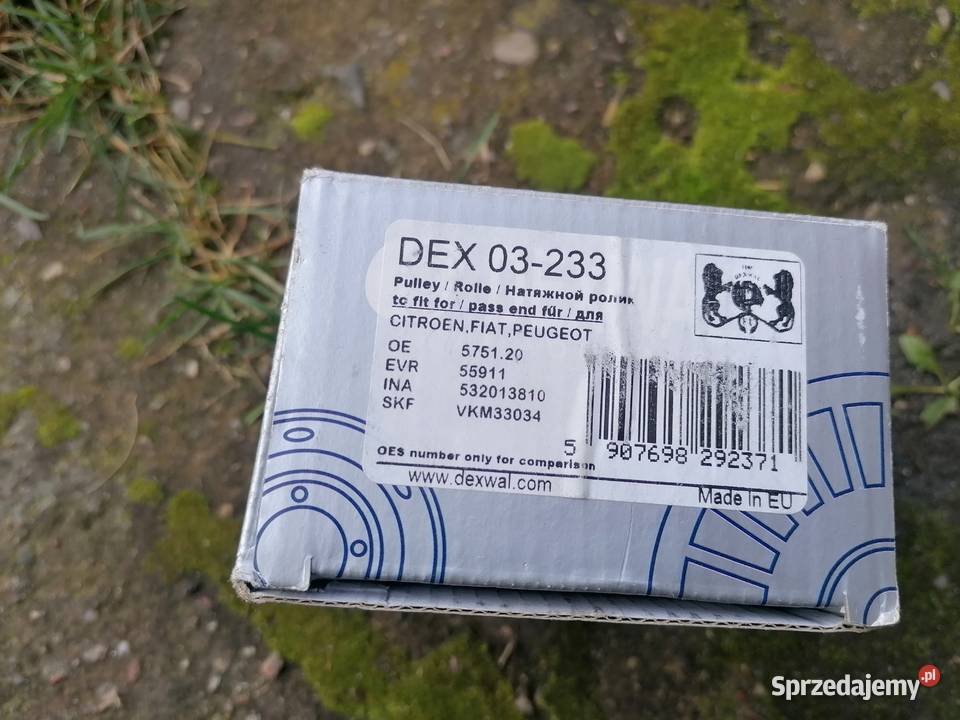 DEX 03-233
Pulley / Rolle / Натяжной ролик
to fit for / pass end für / для
CITROEN,FIAT,PEUGEOT
OE 5751.20
EVR 55911
INA 532013810
SKF VKM33034
5 907698 292371
OES number only for comparison
www.dexwal.com
Made in EU
Sprzedajemy.pl